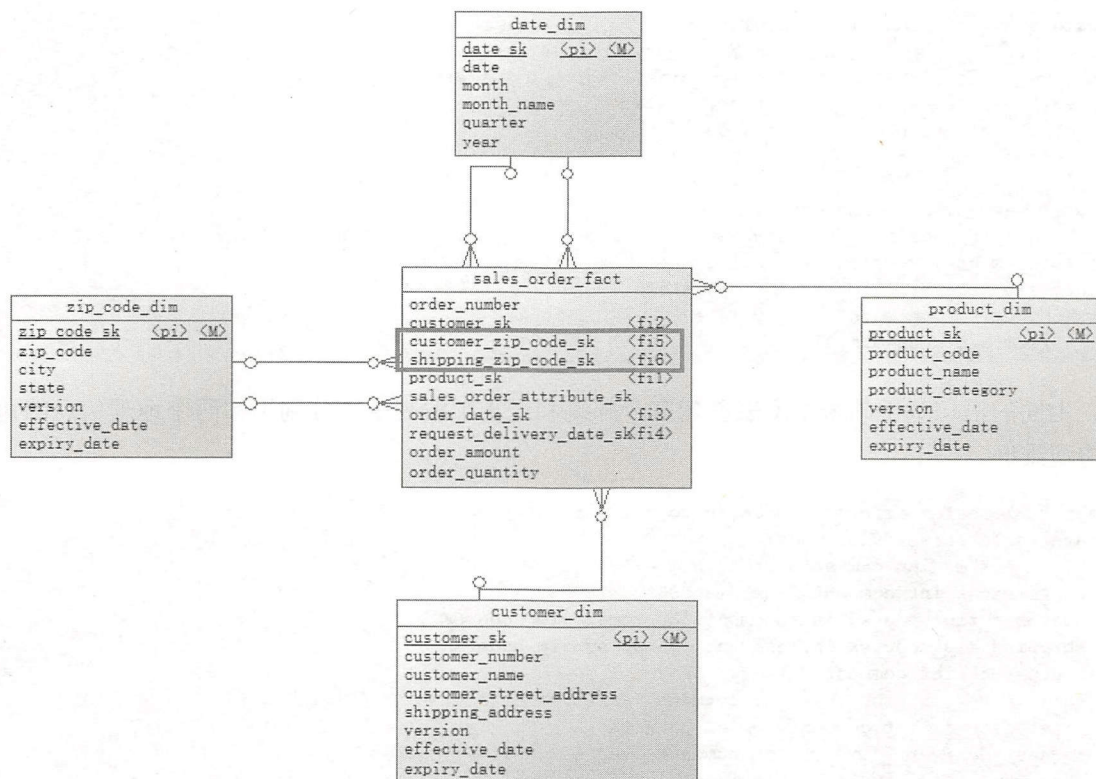 date_dim
date_sk <pi> <M>
date
month
month_name
quarter
year
sales_order_fact
order_number
customer_sk <fi2>
customer_zip_code_sk <fi5>
shipping_zip_code_sk <fi6>
product_sk <fi1>
sales_order_attribute_sk
order_date_sk <fi3>
request_delivery_date_sk<fi4>
order_amount
order_quantity
zip_code_dim
zip_code_sk <pi> <M>
zip_code
city
state
version
effective_date
expiry_date
product_dim
product_sk <pi> <M>
product_code
product_name
product_category
version
effective_date
expiry_date
customer_dim
customer_sk <pi> <M>
customer_number
customer_name
customer_street_address
shipping_address
version
effective_date
expiry_date